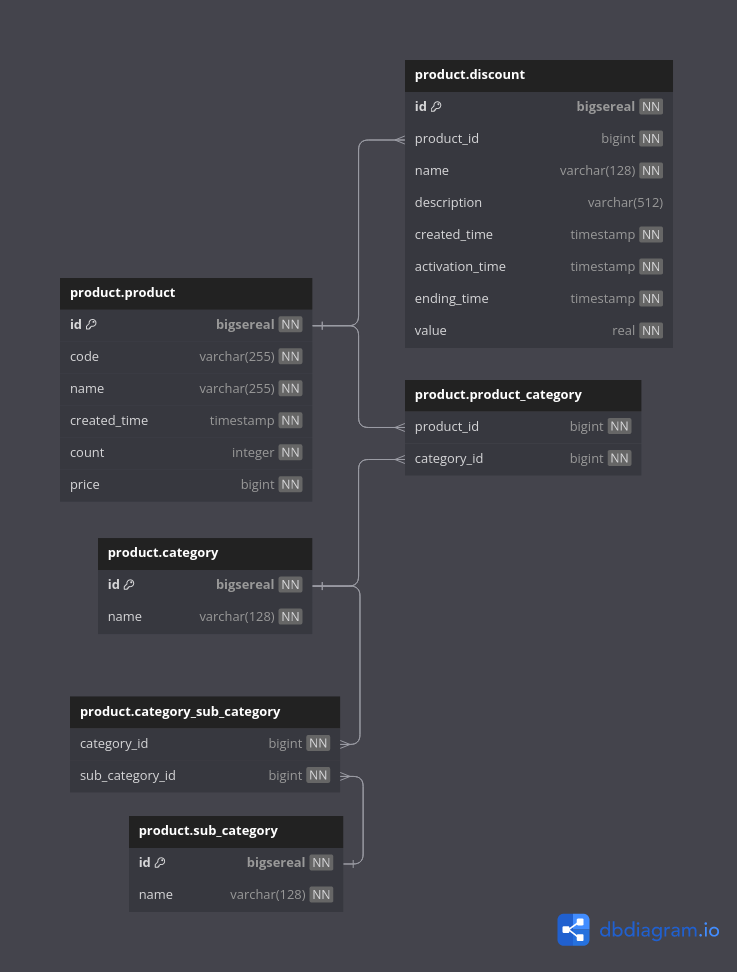 product.discount
id bigsereal NN
product_id bigint NN
name varchar(128) NN
description varchar(512)
created_time timestamp NN
activation_time timestamp NN
ending_time timestamp NN
value real NN
product.product
id bigsereal NN
code varchar(255) NN
name varchar(255) NN
created_time timestamp NN
count integer NN
price bigint NN
product.product_category
product_id bigint NN
category_id bigint NN
product.category
id bigsereal NN
name varchar(128) NN
product.category_sub_category
category_id bigint NN
sub_category_id bigint NN
product.sub_category
id bigsereal NN
name varchar(128) NN
dbdiagram.io